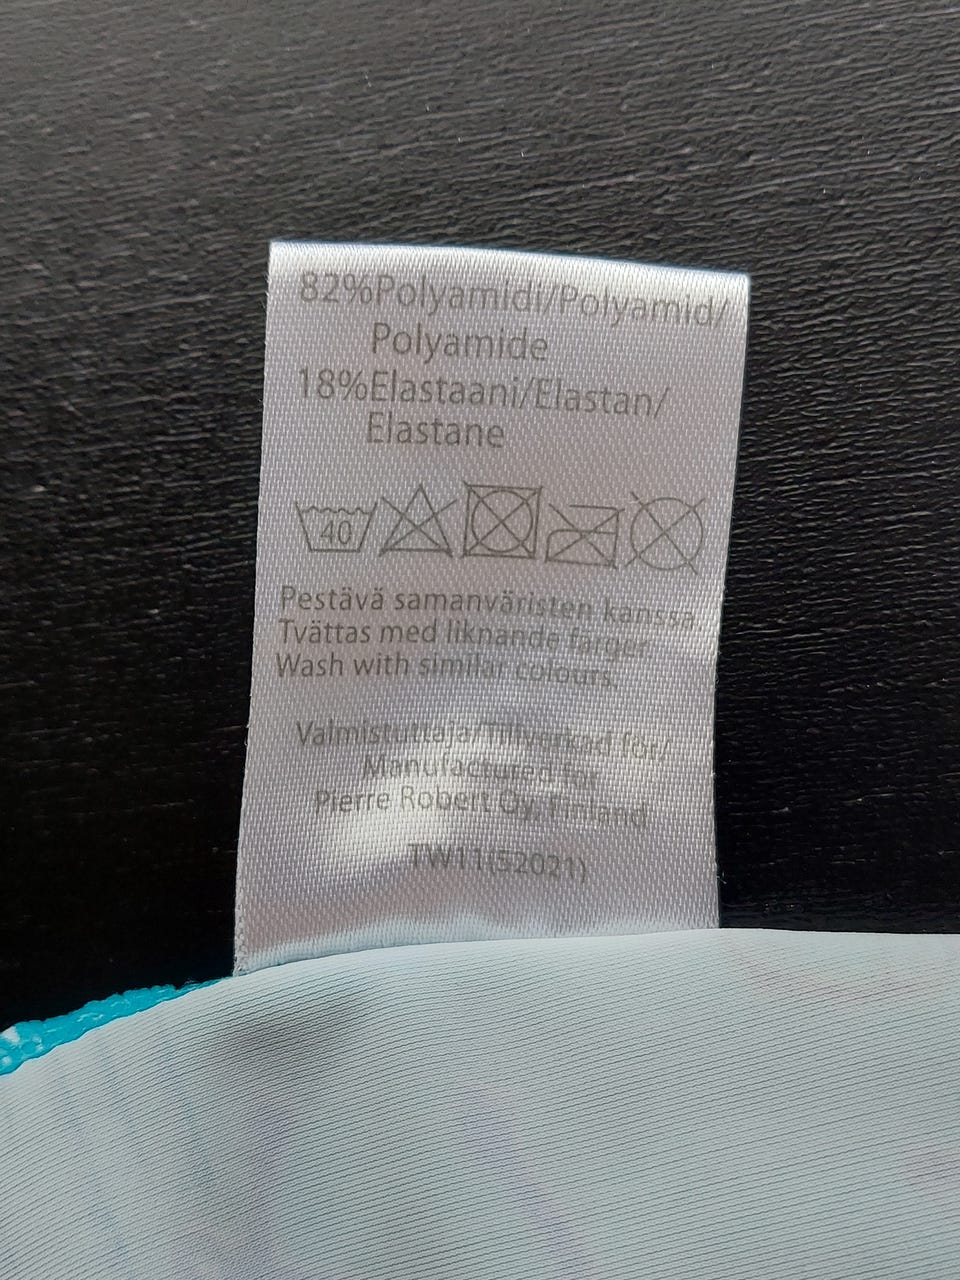 82%Polyamidi/Polyamid/
Polyamide
18%Elastaani/Elastan/
Elastane
40
Pestävä samanväristen kanssa
Tvättas med liknande färger
Wash with similar colours.
Valmistuttaja/Tillverkad för/
Manufactured for
Pierre Robert Oy, Finland
TW11(52021)